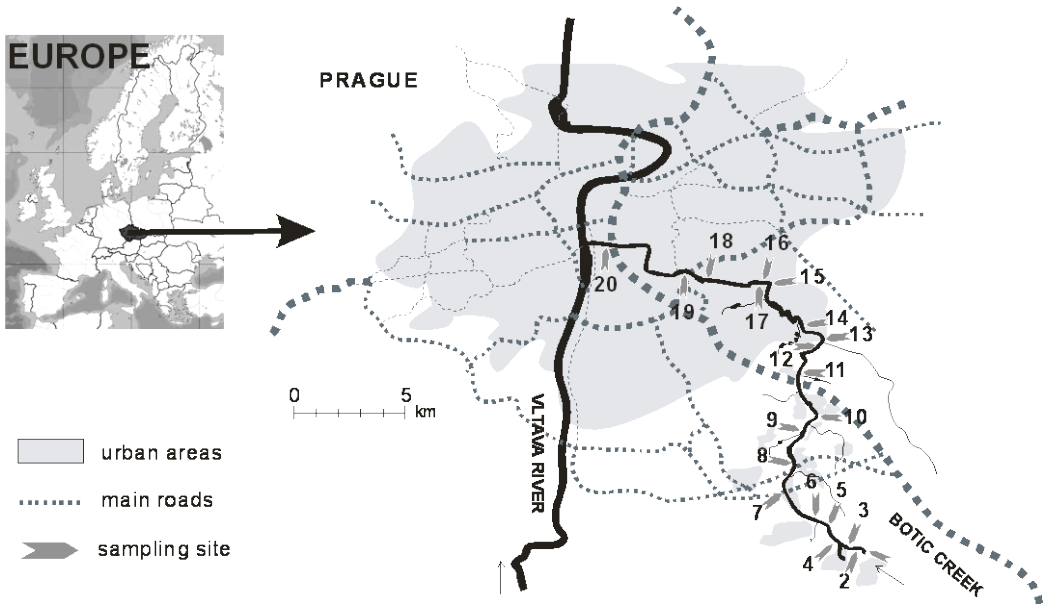 EUROPE
PRAGUE
18
16
15
20
19
17
14
13
12
11
0
5
km
10
9
8
6
5
3
7
4
2
VLTAVA RIVER
BOTIC CREEK
urban areas
main roads
sampling site